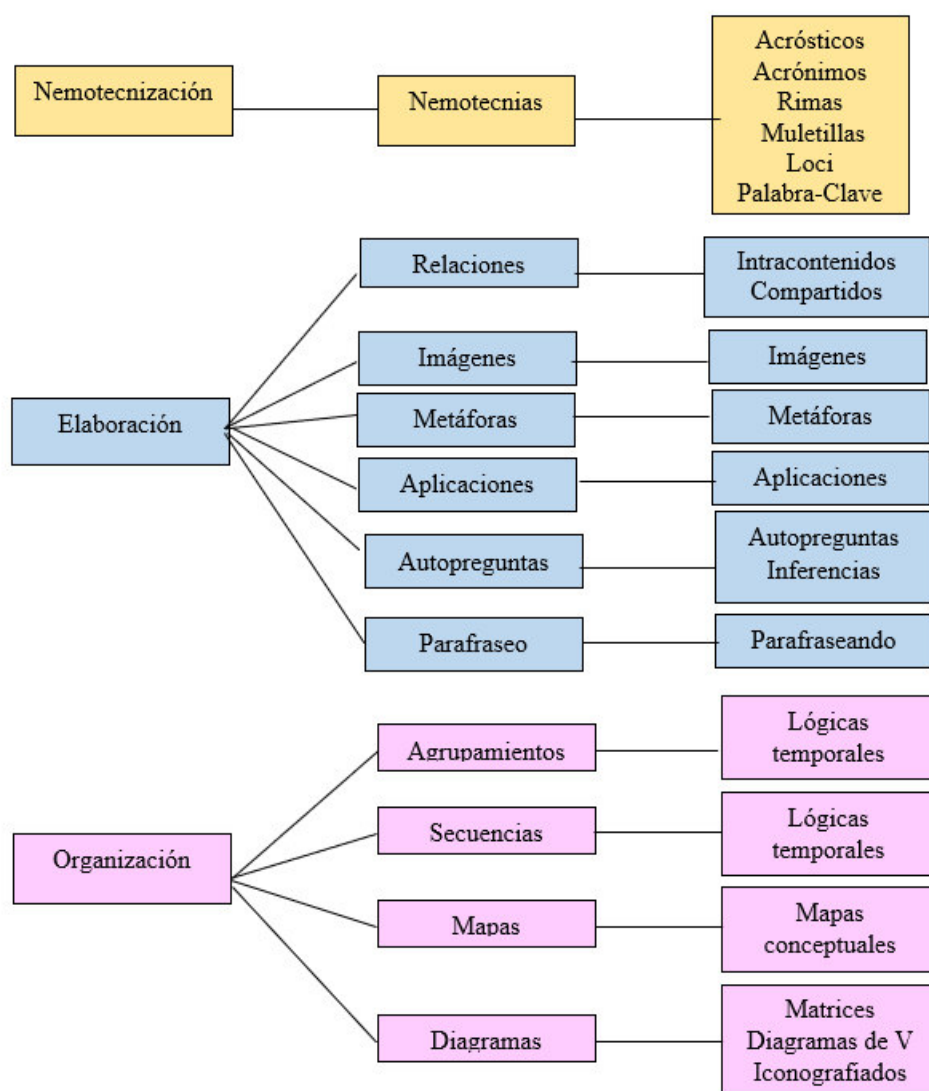 Nemotecnización
Nemotecnias
Acrósticos
Acrónimos
Rimas
Muletillas
Loci
Palabra-Clave
Elaboración
Relaciones
Intracontenidos
Compartidos
Imágenes
Imágenes
Metáforas
Metáforas
Aplicaciones
Aplicaciones
Autopreguntas
Autopreguntas
Inferencias
Parafraseo
Parafraseando
Organización
Agrupamientos
Lógicas
temporales
Secuencias
Lógicas
temporales
Mapas
Mapas
conceptuales
Diagramas
Matrices
Diagramas de V
Iconografiados